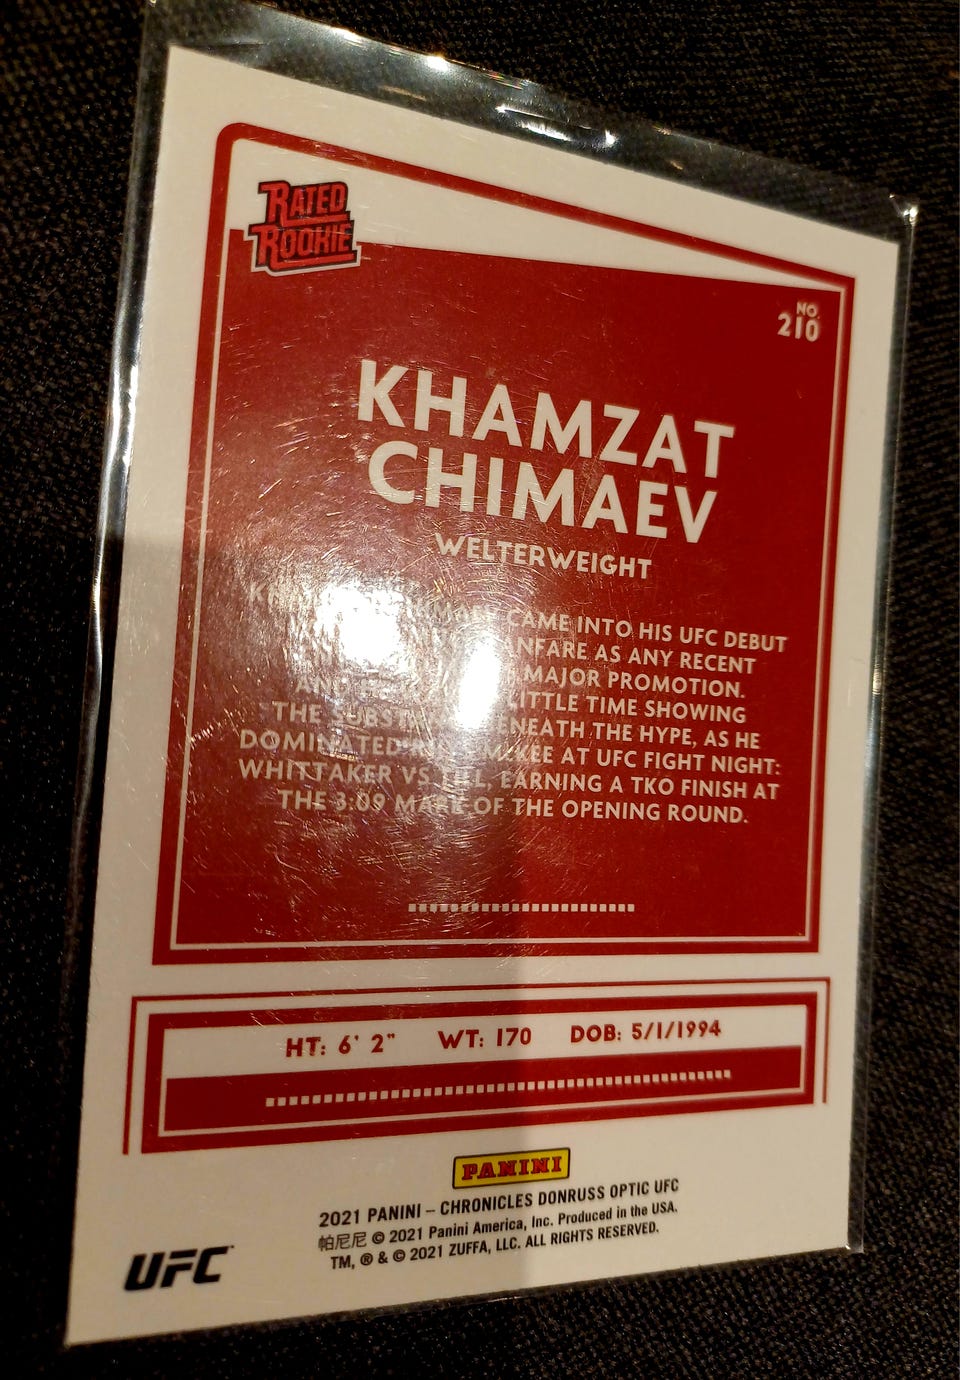 RATED
ROOKIE
NO.
210
KHAMZAT
CHIMAEV
WELTERWEIGHT
CAME INTO HIS UFC DEBUT
AS ANY RECENT
MAJOR PROMOTION.
LITTLE TIME SHOWING
THE THE HYPE, AS HE
DOMINATED AT UFC FIGHT NIGHT:
WHITTAKER VS TILL, EARNING A TKO FINISH AT
THE 3:09 MARK OF THE OPENING ROUND.
HT: 6' 2" WT: 170 DOB: 5/1/1994
PANINI
2021 PANINI – CHRONICLES DONRUSS OPTIC UFC
帕尼尼 © 2021 Panini America, Inc. Produced in the USA.
TM, ® & © 2021 ZUFFA, LLC. ALL RIGHTS RESERVED.
UFC